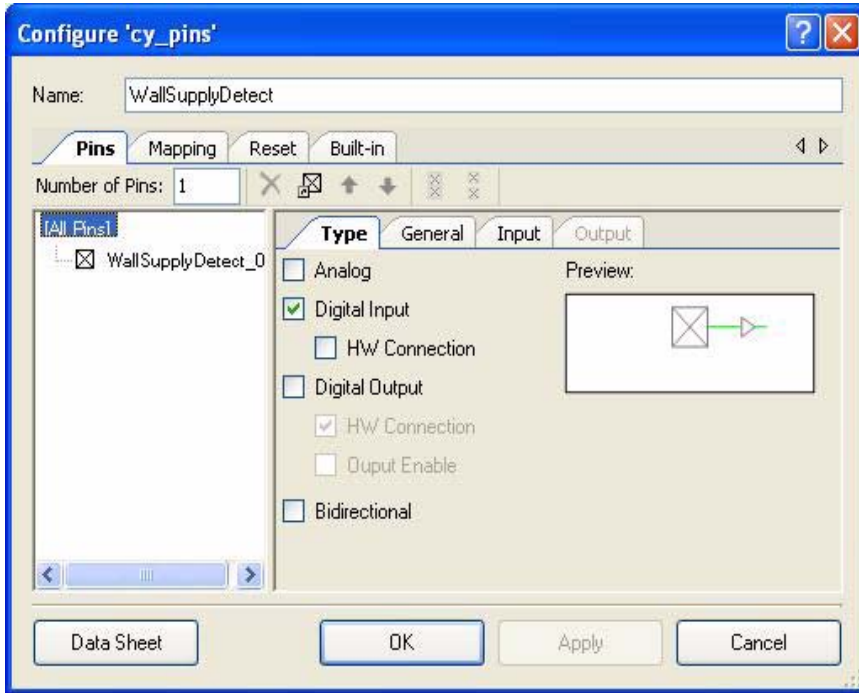 Configure 'cy_pins'
Name: WallSupplyDetect
Pins Mapping Reset Built-in
Number of Pins: 1
[All Pins]
WallSupplyDetect_0
Type General Input Output
Analog
Preview:
Digital Input
HW Connection
Digital Output
HW Connection
Ouput Enable
Bidirectional
Data Sheet OK Apply Cancel